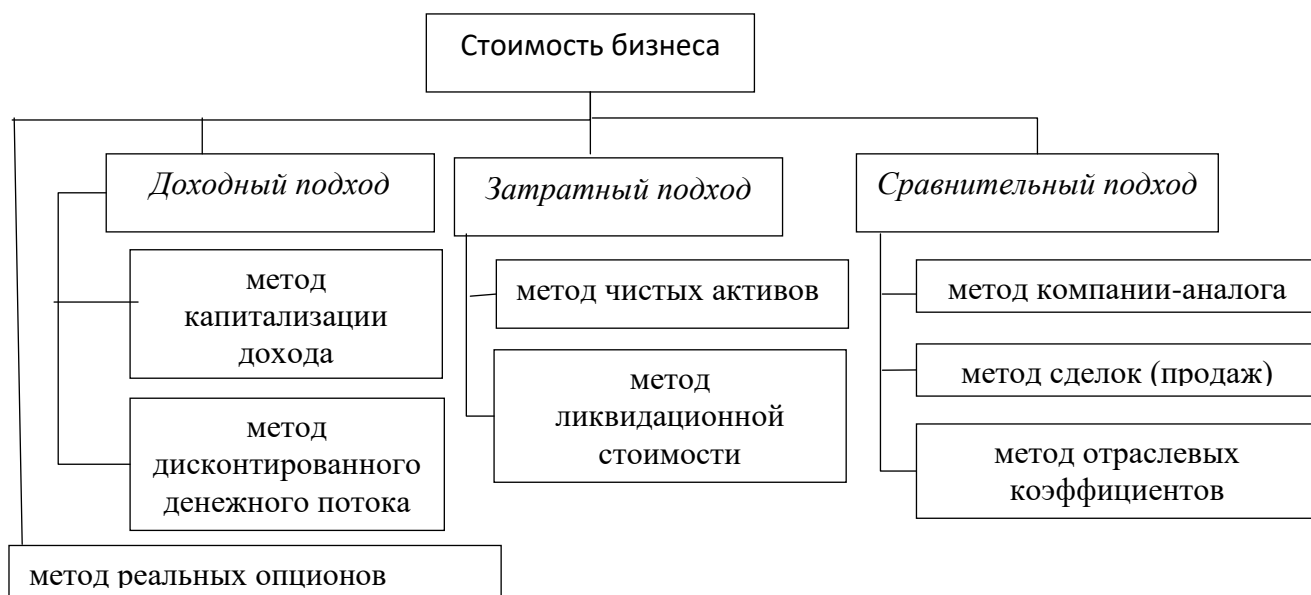 Стоимость бизнеса
Доходный подход
метод
капитализации
дохода
метод
дисконтированного
денежного потока
Затратный подход
метод чистых активов
метод
ликвидационной
стоимости
Сравнительный подход
метод компании-аналога
метод сделок (продаж)
метод отраслевых
коэффициентов
метод реальных опционов